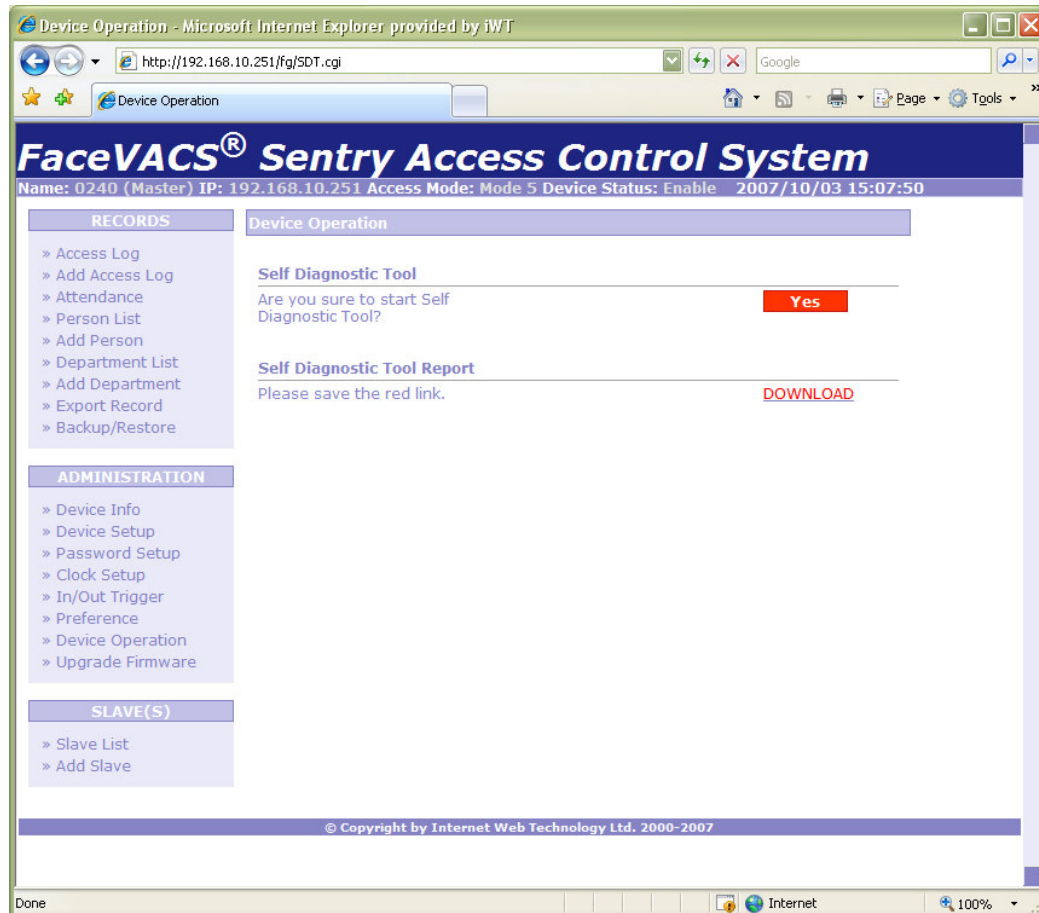 Device Operation - Microsoft Internet Explorer provided by iWT
http://192.168.10.251/fg/SDT.cgi
Google
Device Operation
Page
Tools
FaceVACS® Sentry Access Control System
Name: 0240 (Master) IP: 192.168.10.251 Access Mode: Mode 5 Device Status: Enable 2007/10/03 15:07:50
RECORDS
» Access Log
» Add Access Log
» Attendance
» Person List
» Add Person
» Department List
» Add Department
» Export Record
» Backup/Restore
ADMINISTRATION
» Device Info
» Device Setup
» Password Setup
» Clock Setup
» In/Out Trigger
» Preference
» Device Operation
» Upgrade Firmware
SLAVE(S)
» Slave List
» Add Slave
Device Operation
Self Diagnostic Tool
Are you sure to start Self
Diagnostic Tool?
Yes
Self Diagnostic Tool Report
Please save the red link.
DOWNLOAD
© Copyright by Internet Web Technology Ltd. 2000-2007
Done
Internet
100%